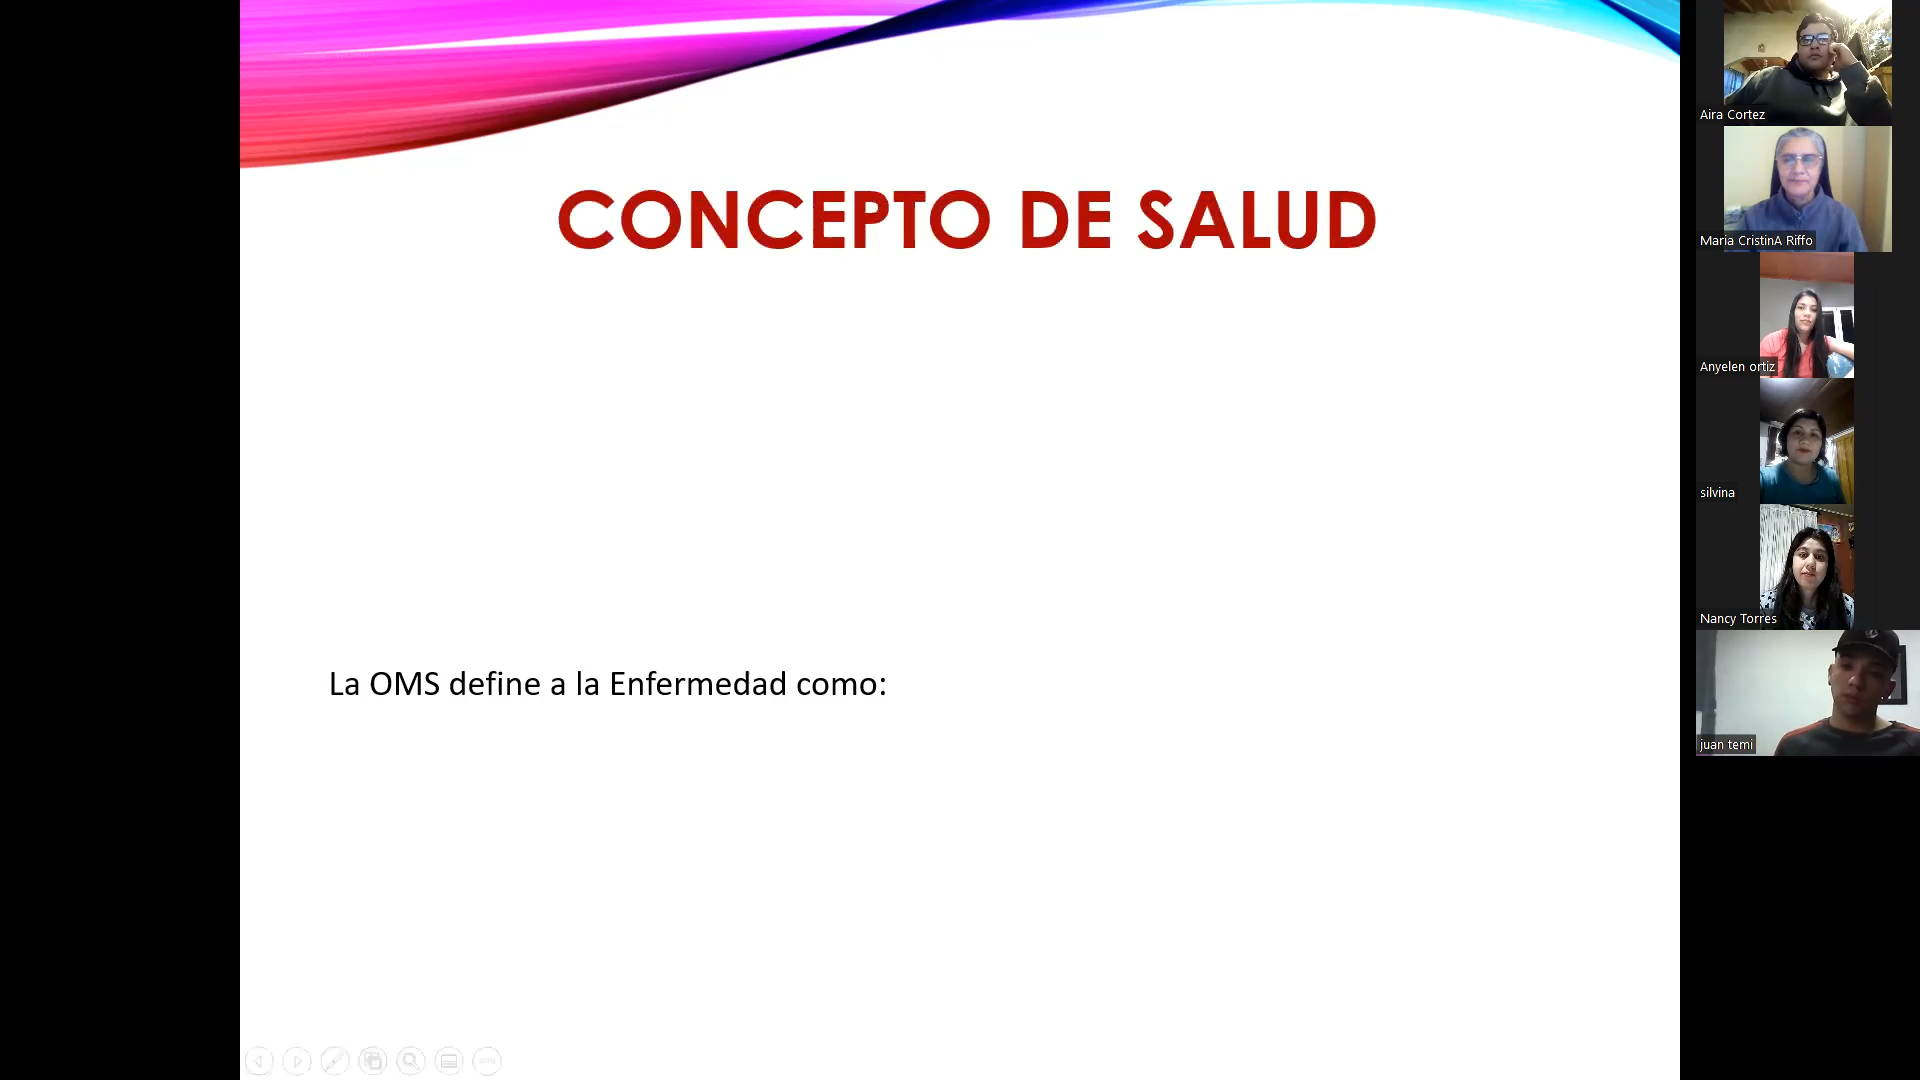 CONCEPTO DE SALUD
La OMS define a la Enfermedad como:
Aira Cortez
Maria CristinA Riffo
Anyelen ortiz
silvina
Nancy Torres
juan temi